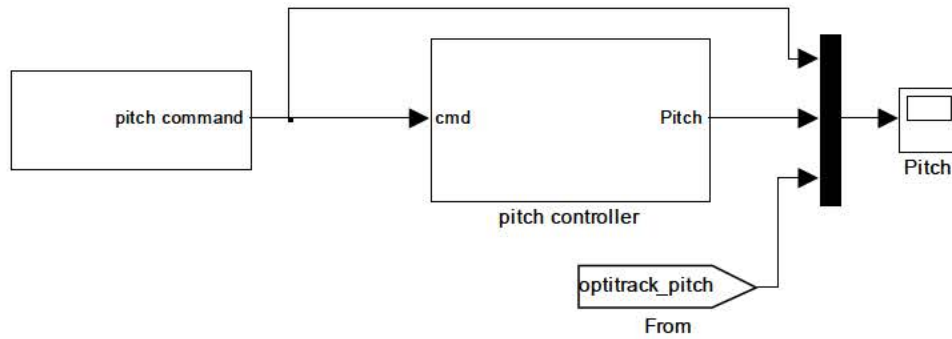 pitch command
cmd
Pitch
pitch controller
Pitch
optitrack_pitch
From